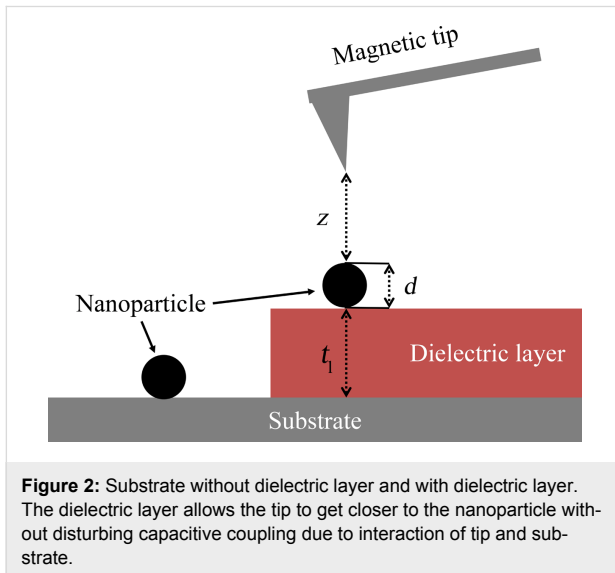 Magnetic tip
z
d
Nanoparticle
t1
Dielectric layer
Substrate
Figure 2: Substrate without dielectric layer and with dielectric layer.
The dielectric layer allows the tip to get closer to the nanoparticle with-
out disturbing capacitive coupling due to interaction of tip and sub-
strate.